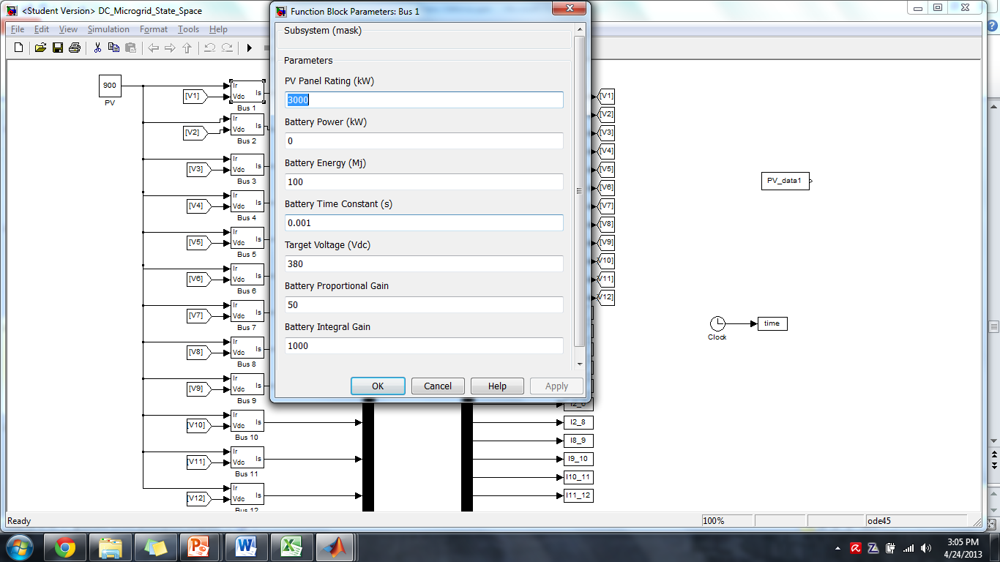 <Student Version> DC_Microgrid_State_Space
File Edit View Simulation Format Tools Help
Function Block Parameters: Bus 1
Subsystem (mask)
Parameters
PV Panel Rating (kW)
3000
Battery Power (kW)
0
Battery Energy (Mj)
100
Battery Time Constant (s)
0.001
Target Voltage (Vdc)
380
Battery Proportional Gain
50
Battery Integral Gain
1000
OK Cancel Help Apply
900
PV
[V1] Ir Vdc Is
Bus 1
[V2] Ir Vdc Is
Bus 2
[V3] Ir Vdc Is
Bus 3
[V4] Ir Vdc Is
Bus 4
[V5] Ir Vdc Is
Bus 5
[V6] Ir Vdc Is
Bus 6
[V7] Ir Vdc Is
Bus 7
[V8] Ir Vdc Is
Bus 8
[V9] Ir Vdc Is
Bus 9
[V10] Ir Vdc Is
Bus 10
[V11] Ir Vdc Is
Bus 11
[V12] Ir Vdc Is
Bus 12
[V1]
[V2]
[V3]
[V4]
[V5]
[V6]
[V7]
[V8]
[V9]
[V10]
[V11]
[V12]
I2_8
I8_9
I9_10
I10_11
I11_12
PV_data1
time
Clock
Ready 100% ode45
3:05 PM
4/24/2013